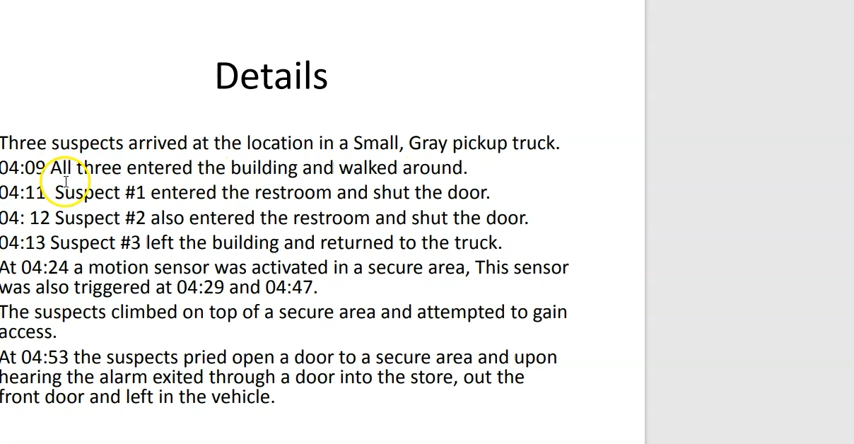 Details
Three suspects arrived at the location in a Small, Gray pickup truck.
04:09 All three entered the building and walked around.
04:11  Suspect #1 entered the restroom and shut the door.
04: 12 Suspect #2 also entered the restroom and shut the door.
04:13 Suspect #3 left the building and returned to the truck.
At 04:24 a motion sensor was activated in a secure area, This sensor
was also triggered at 04:29 and 04:47.
The suspects climbed on top of a secure area and attempted to gain
access.
At 04:53 the suspects pried open a door to a secure area and upon
hearing the alarm exited through a door into the store, out the
front door and left in the vehicle.